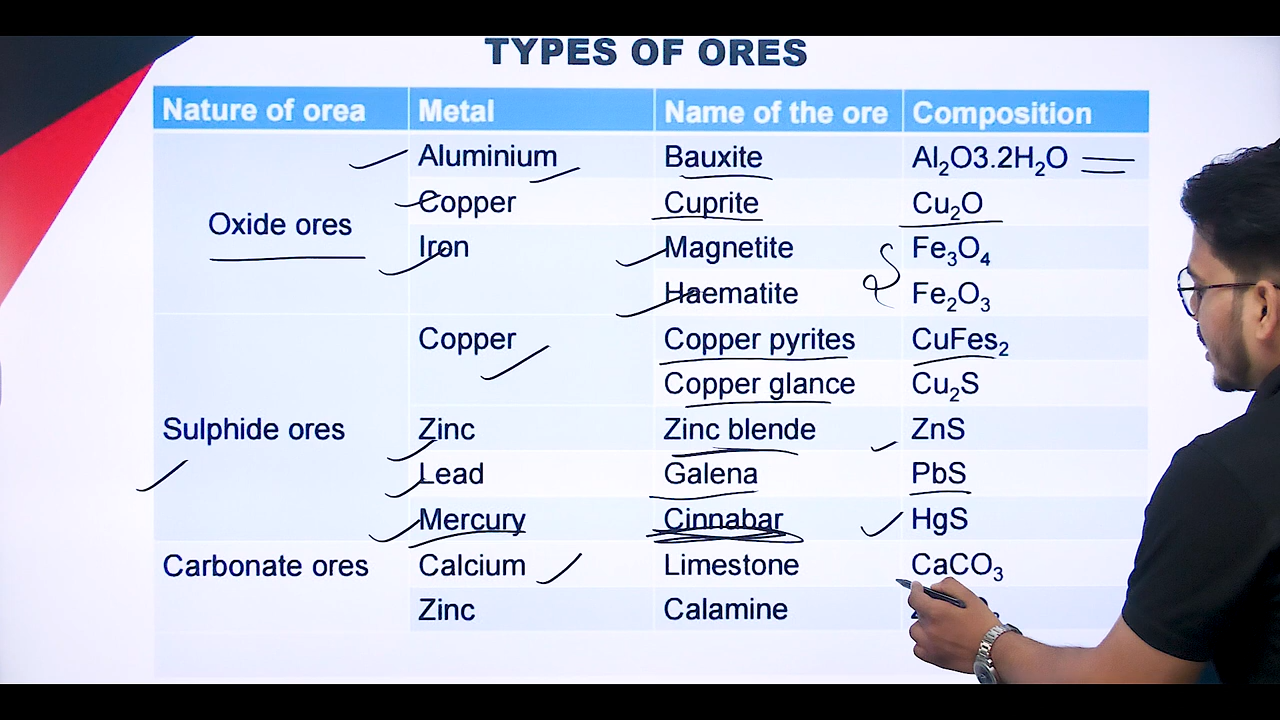 TYPES OF ORES
Nature of orea Metal Name of the ore Composition
Aluminium Bauxite Al₂O3.2H₂O
Oxide ores
Copper Cuprite Cu₂O
Iron Magnetite Fe₃O₄
Haematite Fe₂O₃
Copper Copper pyrites CuFes₂
Copper glance Cu₂S
Sulphide ores Zinc Zinc blende ZnS
Lead Galena PbS
Mercury Cinnabar HgS
Carbonate ores Calcium Limestone CaCO₃
Zinc Calamine